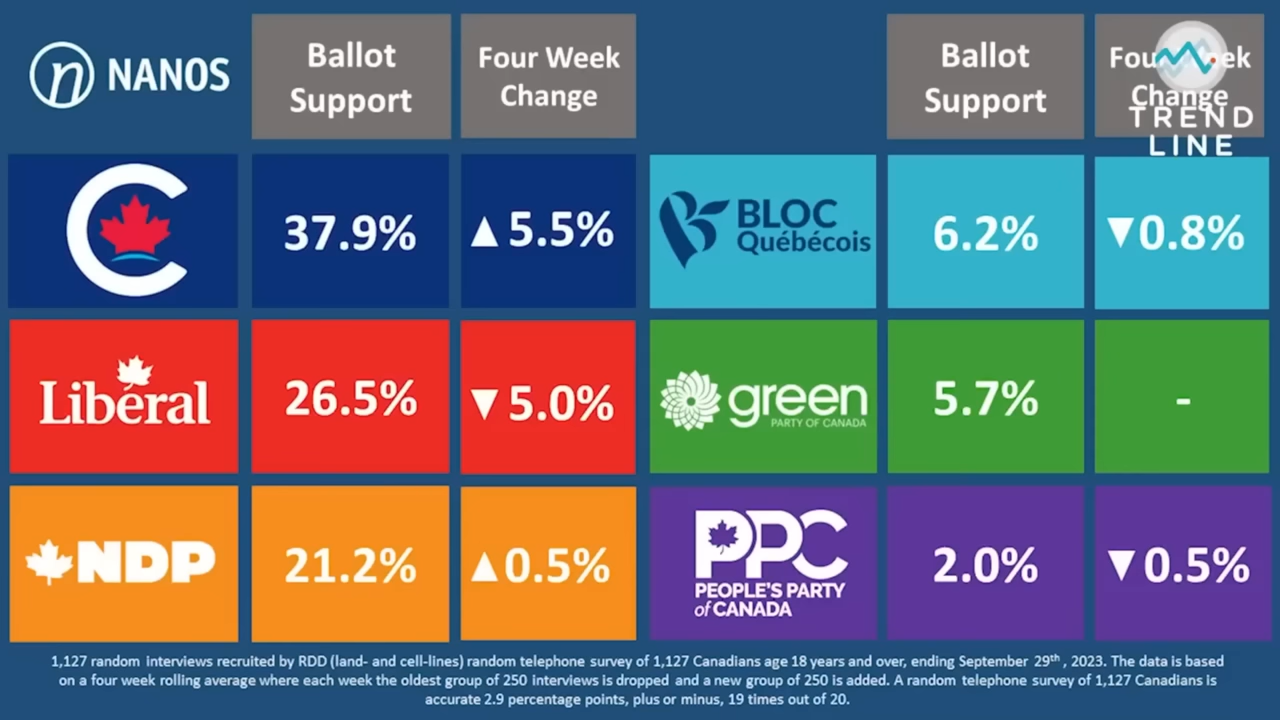 n NANOS
Ballot
Support
Four Week
Change
Ballot
Support
Four Week
Change
TREND
LINE
C
37.9%
▲5.5%
BLOC
Québécois
6.2%
▼0.8%
Liberal
26.5%
▼5.0%
green
PARTY OF CANADA
5.7%
-
NDP
21.2%
▲0.5%
PPC
PEOPLE'S PARTY
of CANADA
2.0%
▼0.5%
1,127 random interviews recruited by RDD (land- and cell-lines) random telephone survey of 1,127 Canadians age 18 years and over, ending September 29th , 2023. The data is based
on a four week rolling average where each week the oldest group of 250 interviews is dropped and a new group of 250 is added. A random telephone survey of 1,127 Canadians is
accurate 2.9 percentage points, plus or minus, 19 times out of 20.